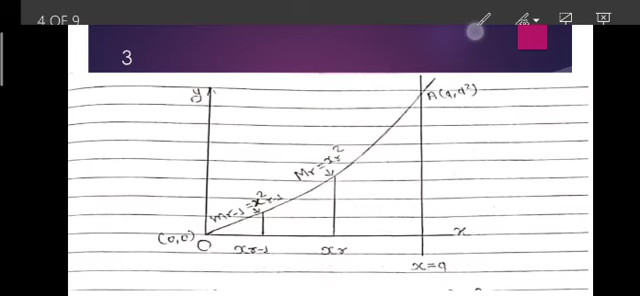 4 OF 9
3
y
A(a,a²)
Mr=xr²
mr-1=x²r-1
(0,0)
O
xr-1
xr
x
x=a